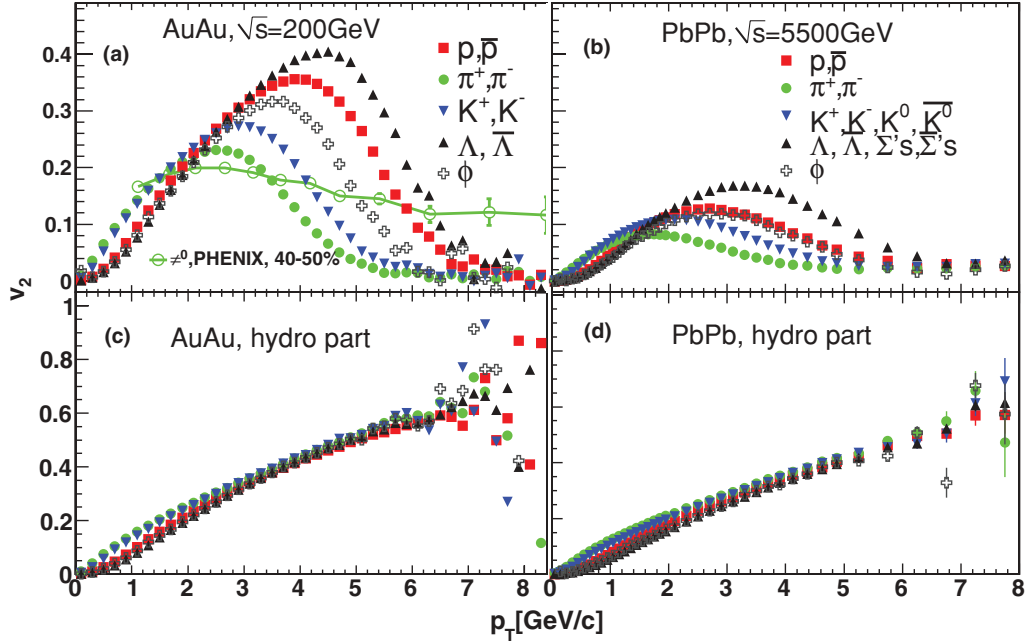 AuAu, √s=200GeV
(a)
p,p̅
π⁺,π⁻
K⁺,K⁻
Λ, Λ̅
ϕ
≠⁰,PHENIX, 40-50%
0.4
0.3
0.2
0.1
0
PbPb, √s=5500GeV
(b)
p,p̅
π⁺,π⁻
K⁺,K⁻,K⁰,K̅⁰
Λ, Λ̅, Σ's,Σ̅'s
ϕ
v₂
(c)
AuAu, hydro part
1
0.8
0.6
0.4
0.2
0
(d)
PbPb, hydro part
0 1 2 3 4 5 6 7 8
0 1 2 3 4 5 6 7 8
p_T[GeV/c]